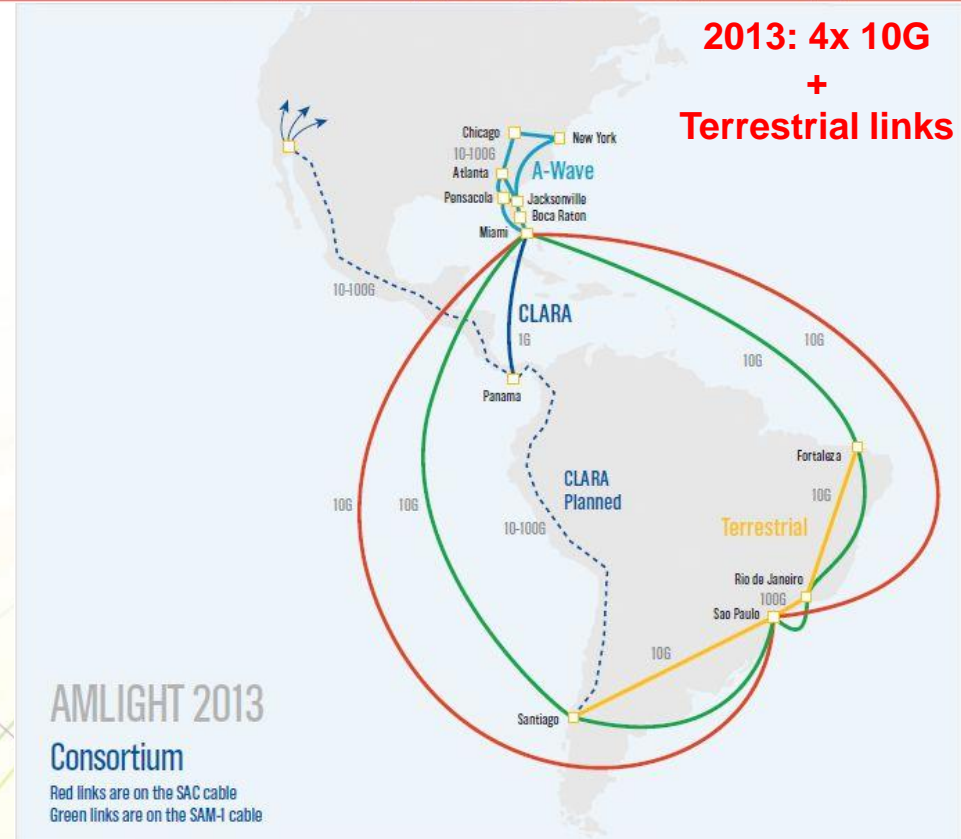 2013: 4x 10G
+
Terrestrial links
Chicago
New York
10-100G
Atlanta
A-Wave
Pensacola
Jacksonville
Boca Raton
Miami
10-100G
CLARA
1G
10G
10G
Panama
Fortaleza
10G
10G
CLARA
Planned
10G
10-100G
Terrestrial
Rio de Janeiro
100G
Sao Paulo
10G
Santiago
AMLIGHT 2013
Consortium
Red links are on the SAC cable
Green links are on the SAM-I cable